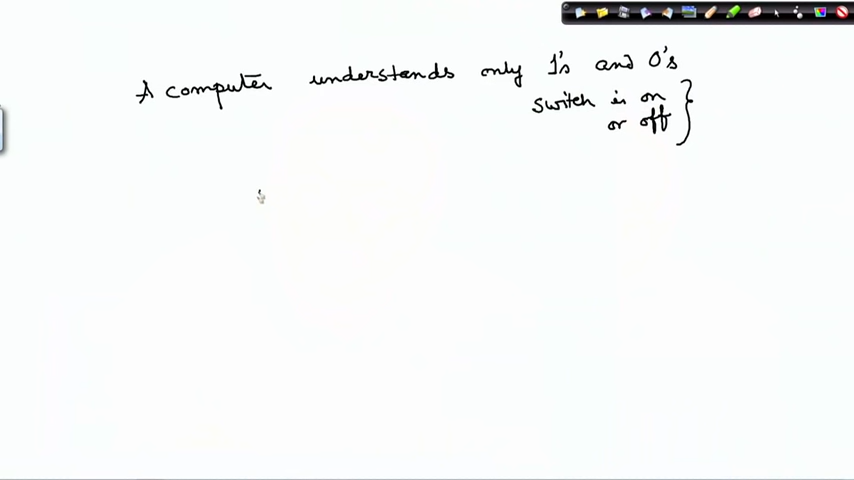 A computer understands only 1's and 0's
switch is on
or off